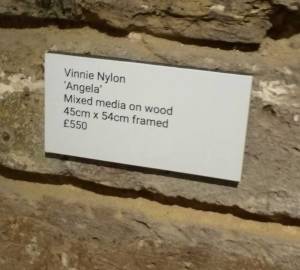 Vinnie Nylon
'Angela'
Mixed media on wood
45cm x 54cm framed
£550